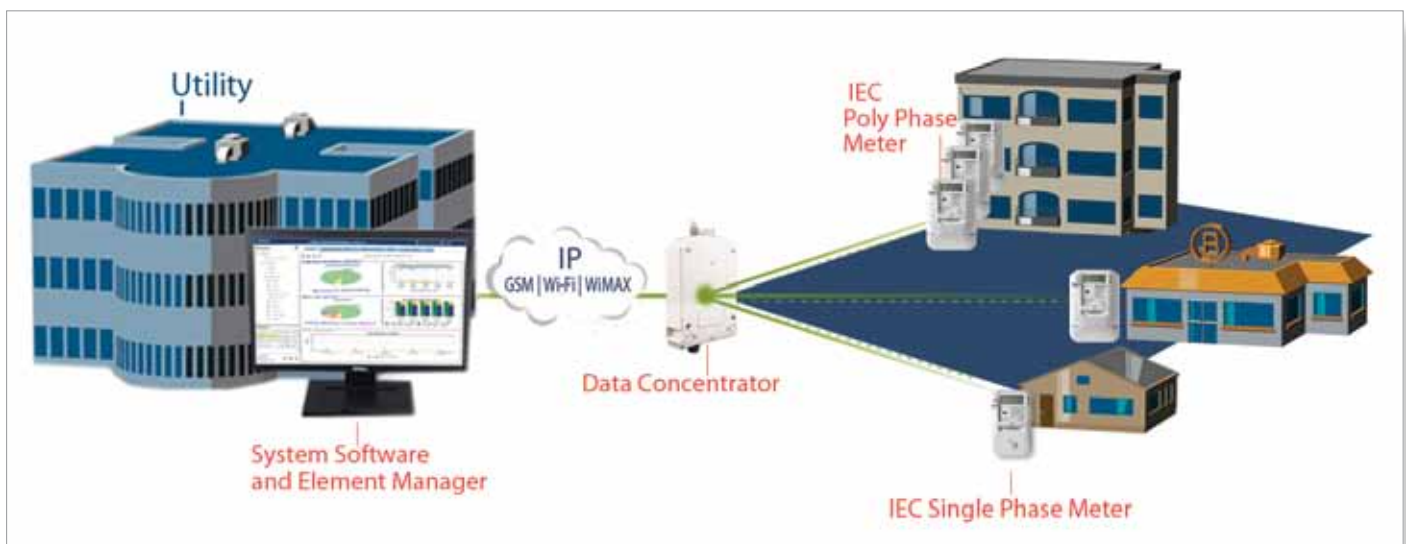 Utility
IEC
Poly Phase
Meter
IP
GSM|Wi-Fi|WiMAX
Data Concentrator
System Software
and Element Manager
IEC Single Phase Meter